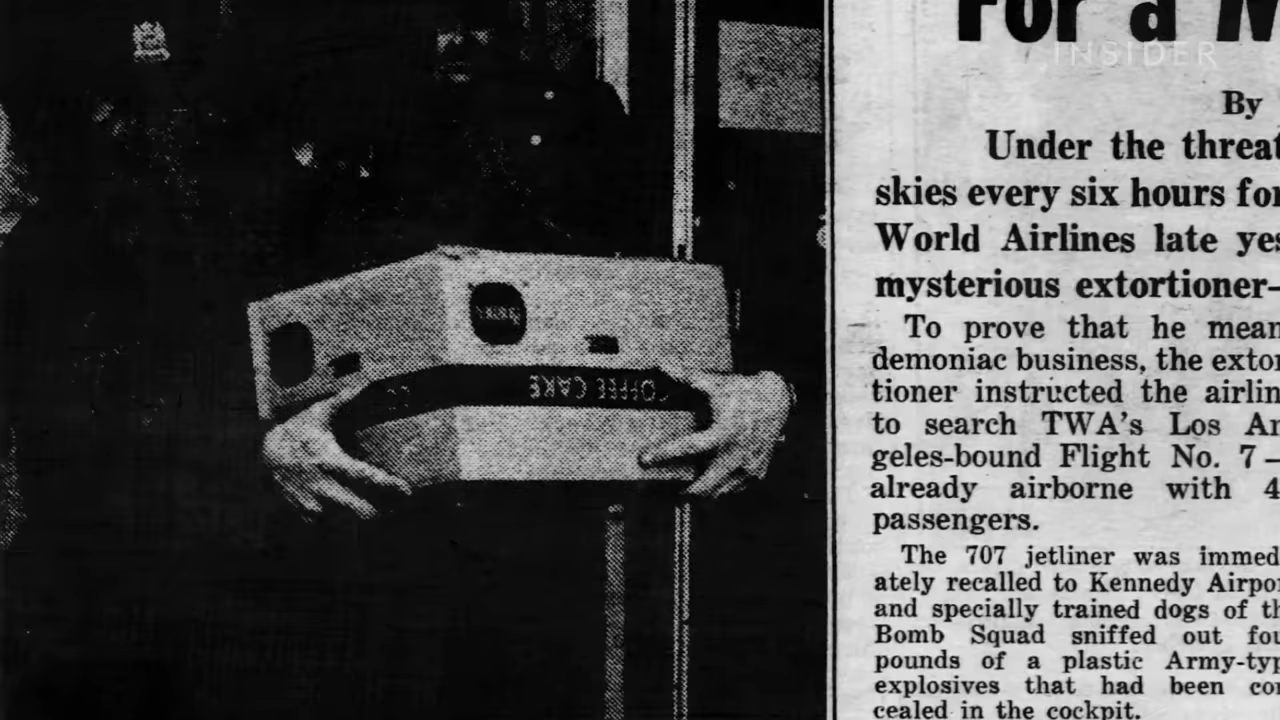 For a
INSIDER
By
Under the threat
skies every six hours for
World Airlines late yes
mysterious extortioner—
To prove that he mean
demoniac business, the extor
tioner instructed the airlin
to search TWA's Los An
geles-bound Flight No. 7—
already airborne with 4
passengers.
The 707 jetliner was immed
ately recalled to Kennedy Airpor
and specially trained dogs of th
Bomb Squad sniffed out fou
pounds of a plastic Army-typ
explosives that had been con
cealed in the cockpit.
COFFEE CAKE